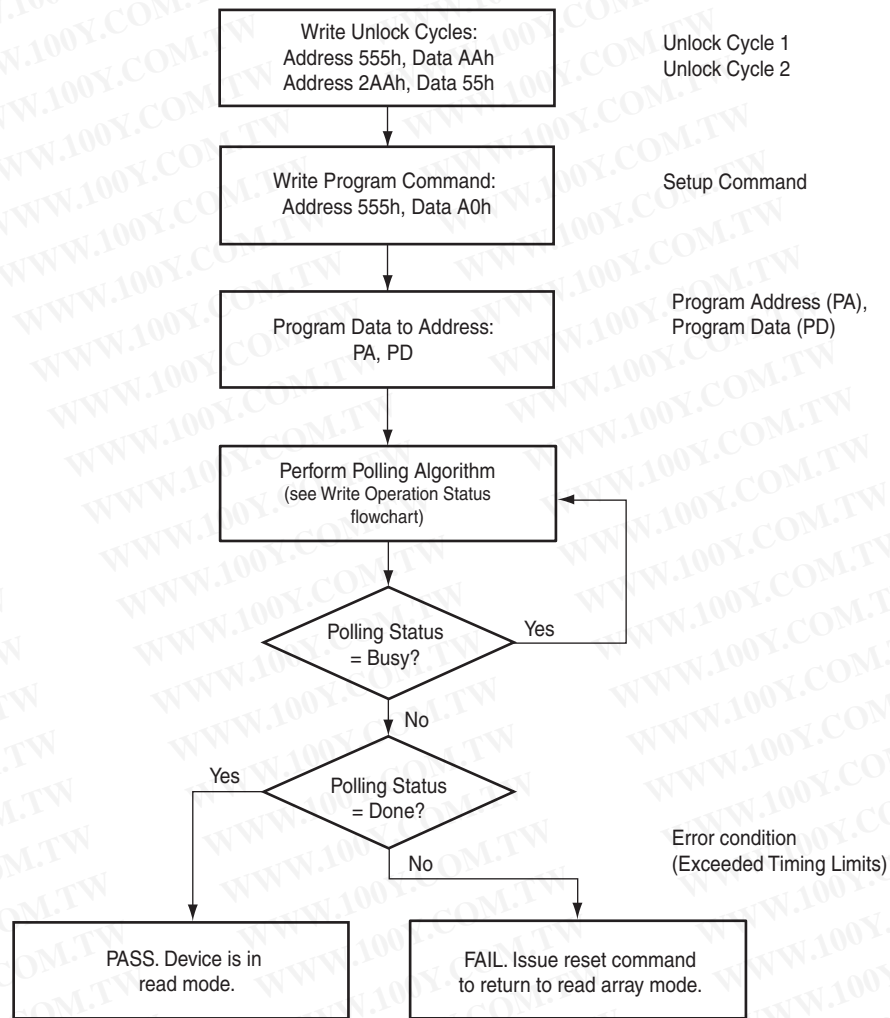 Write Unlock Cycles:
Address 555h, Data AAh
Address 2AAh, Data 55h
Unlock Cycle 1
Unlock Cycle 2
Write Program Command:
Address 555h, Data A0h
Setup Command
Program Data to Address:
PA, PD
Program Address (PA),
Program Data (PD)
Perform Polling Algorithm
(see Write Operation Status
flowchart)
Polling Status
= Busy?
Yes
No
Polling Status
= Done?
Yes
No
Error condition
(Exceeded Timing Limits)
PASS. Device is in
read mode.
FAIL. Issue reset command
to return to read array mode.
WWW.100Y.COM.TW